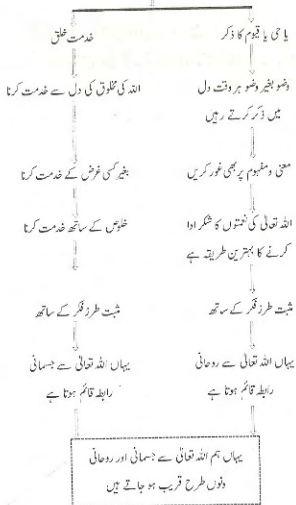 یا حی یا قیوم کا ذکر
وضو بغیر وضو ہر وقت دل
میں ذکر کرتے رہیں
معنی و مفہوم پر بھی غور کریں
اللہ تعالیٰ کی نعمتوں کا شکر ادا
کرنے کا بہترین طریقہ ہے
مثبت طرز فکر کے ساتھ
یہاں اللہ تعالیٰ سے روحانی
رابطہ قائم ہوتا ہے
خدمت خلق
اللہ کی مخلوق کی دل سے خدمت کرنا
بغیر کسی غرض کے خدمت کرنا
خلوص کے ساتھ خدمت کرنا
مثبت طرز فکر کے ساتھ
یہاں اللہ تعالیٰ سے جسمانی
رابطہ قائم ہوتا ہے
یہاں ہم اللہ تعالیٰ سے جسمانی اور روحانی
دونوں طرح قریب ہو جاتے ہیں